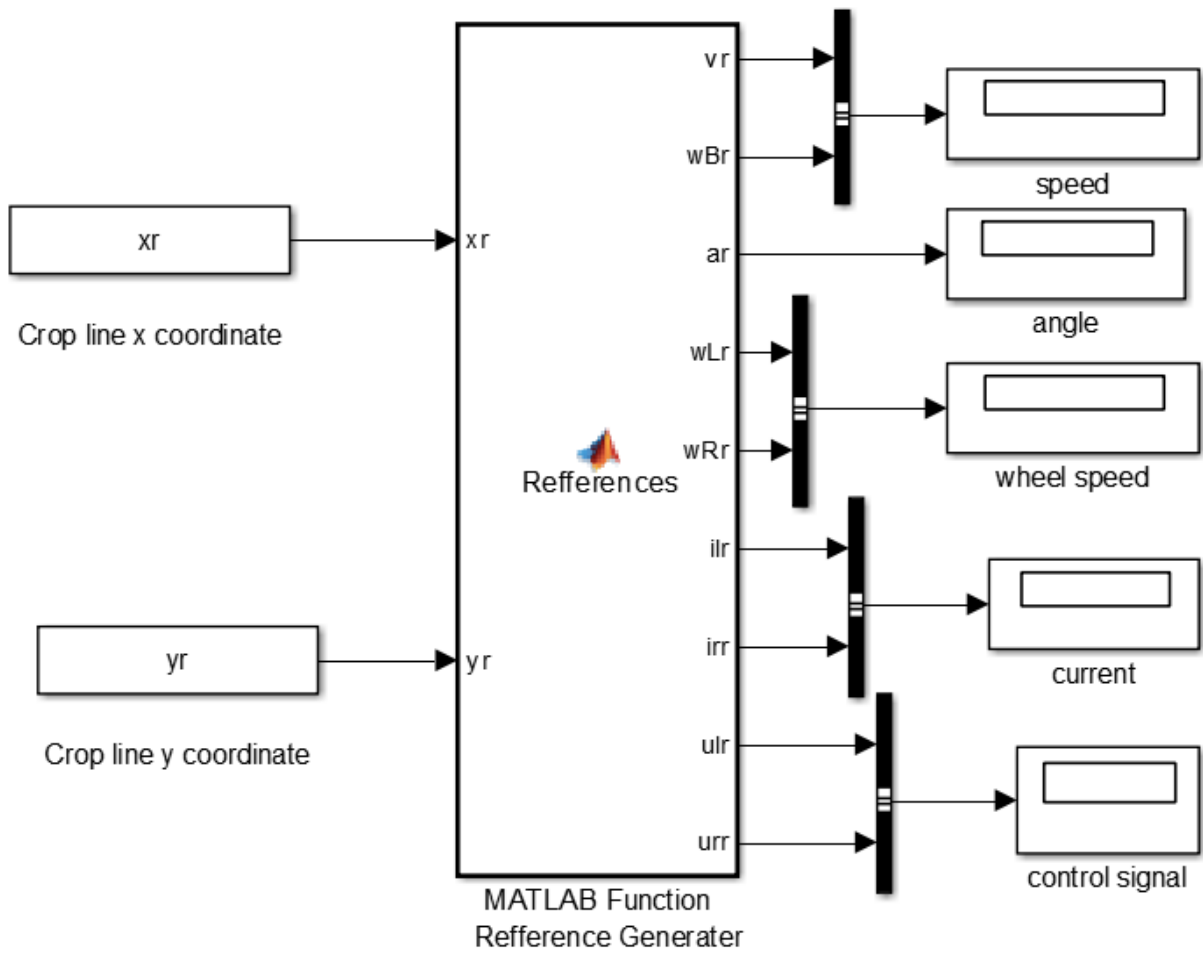 xr
Crop line x coordinate
yr
Crop line y coordinate
xr
yr
Refferences
vr
wBr
ar
wLr
wRr
ilr
irr
ulr
urr
MATLAB Function
Refference Generater
speed
angle
wheel speed
current
control signal